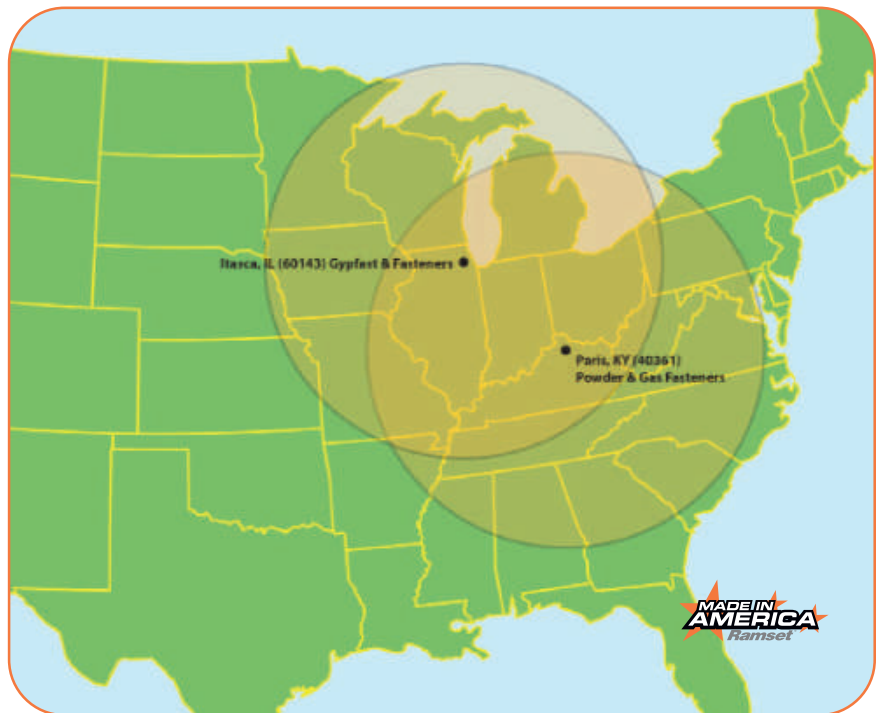 Itasca, IL (60143) Gypfast & Fasteners
Paris, KY (40361)
Powder & Gas Fasteners
MADE IN
AMERICA
Ramset